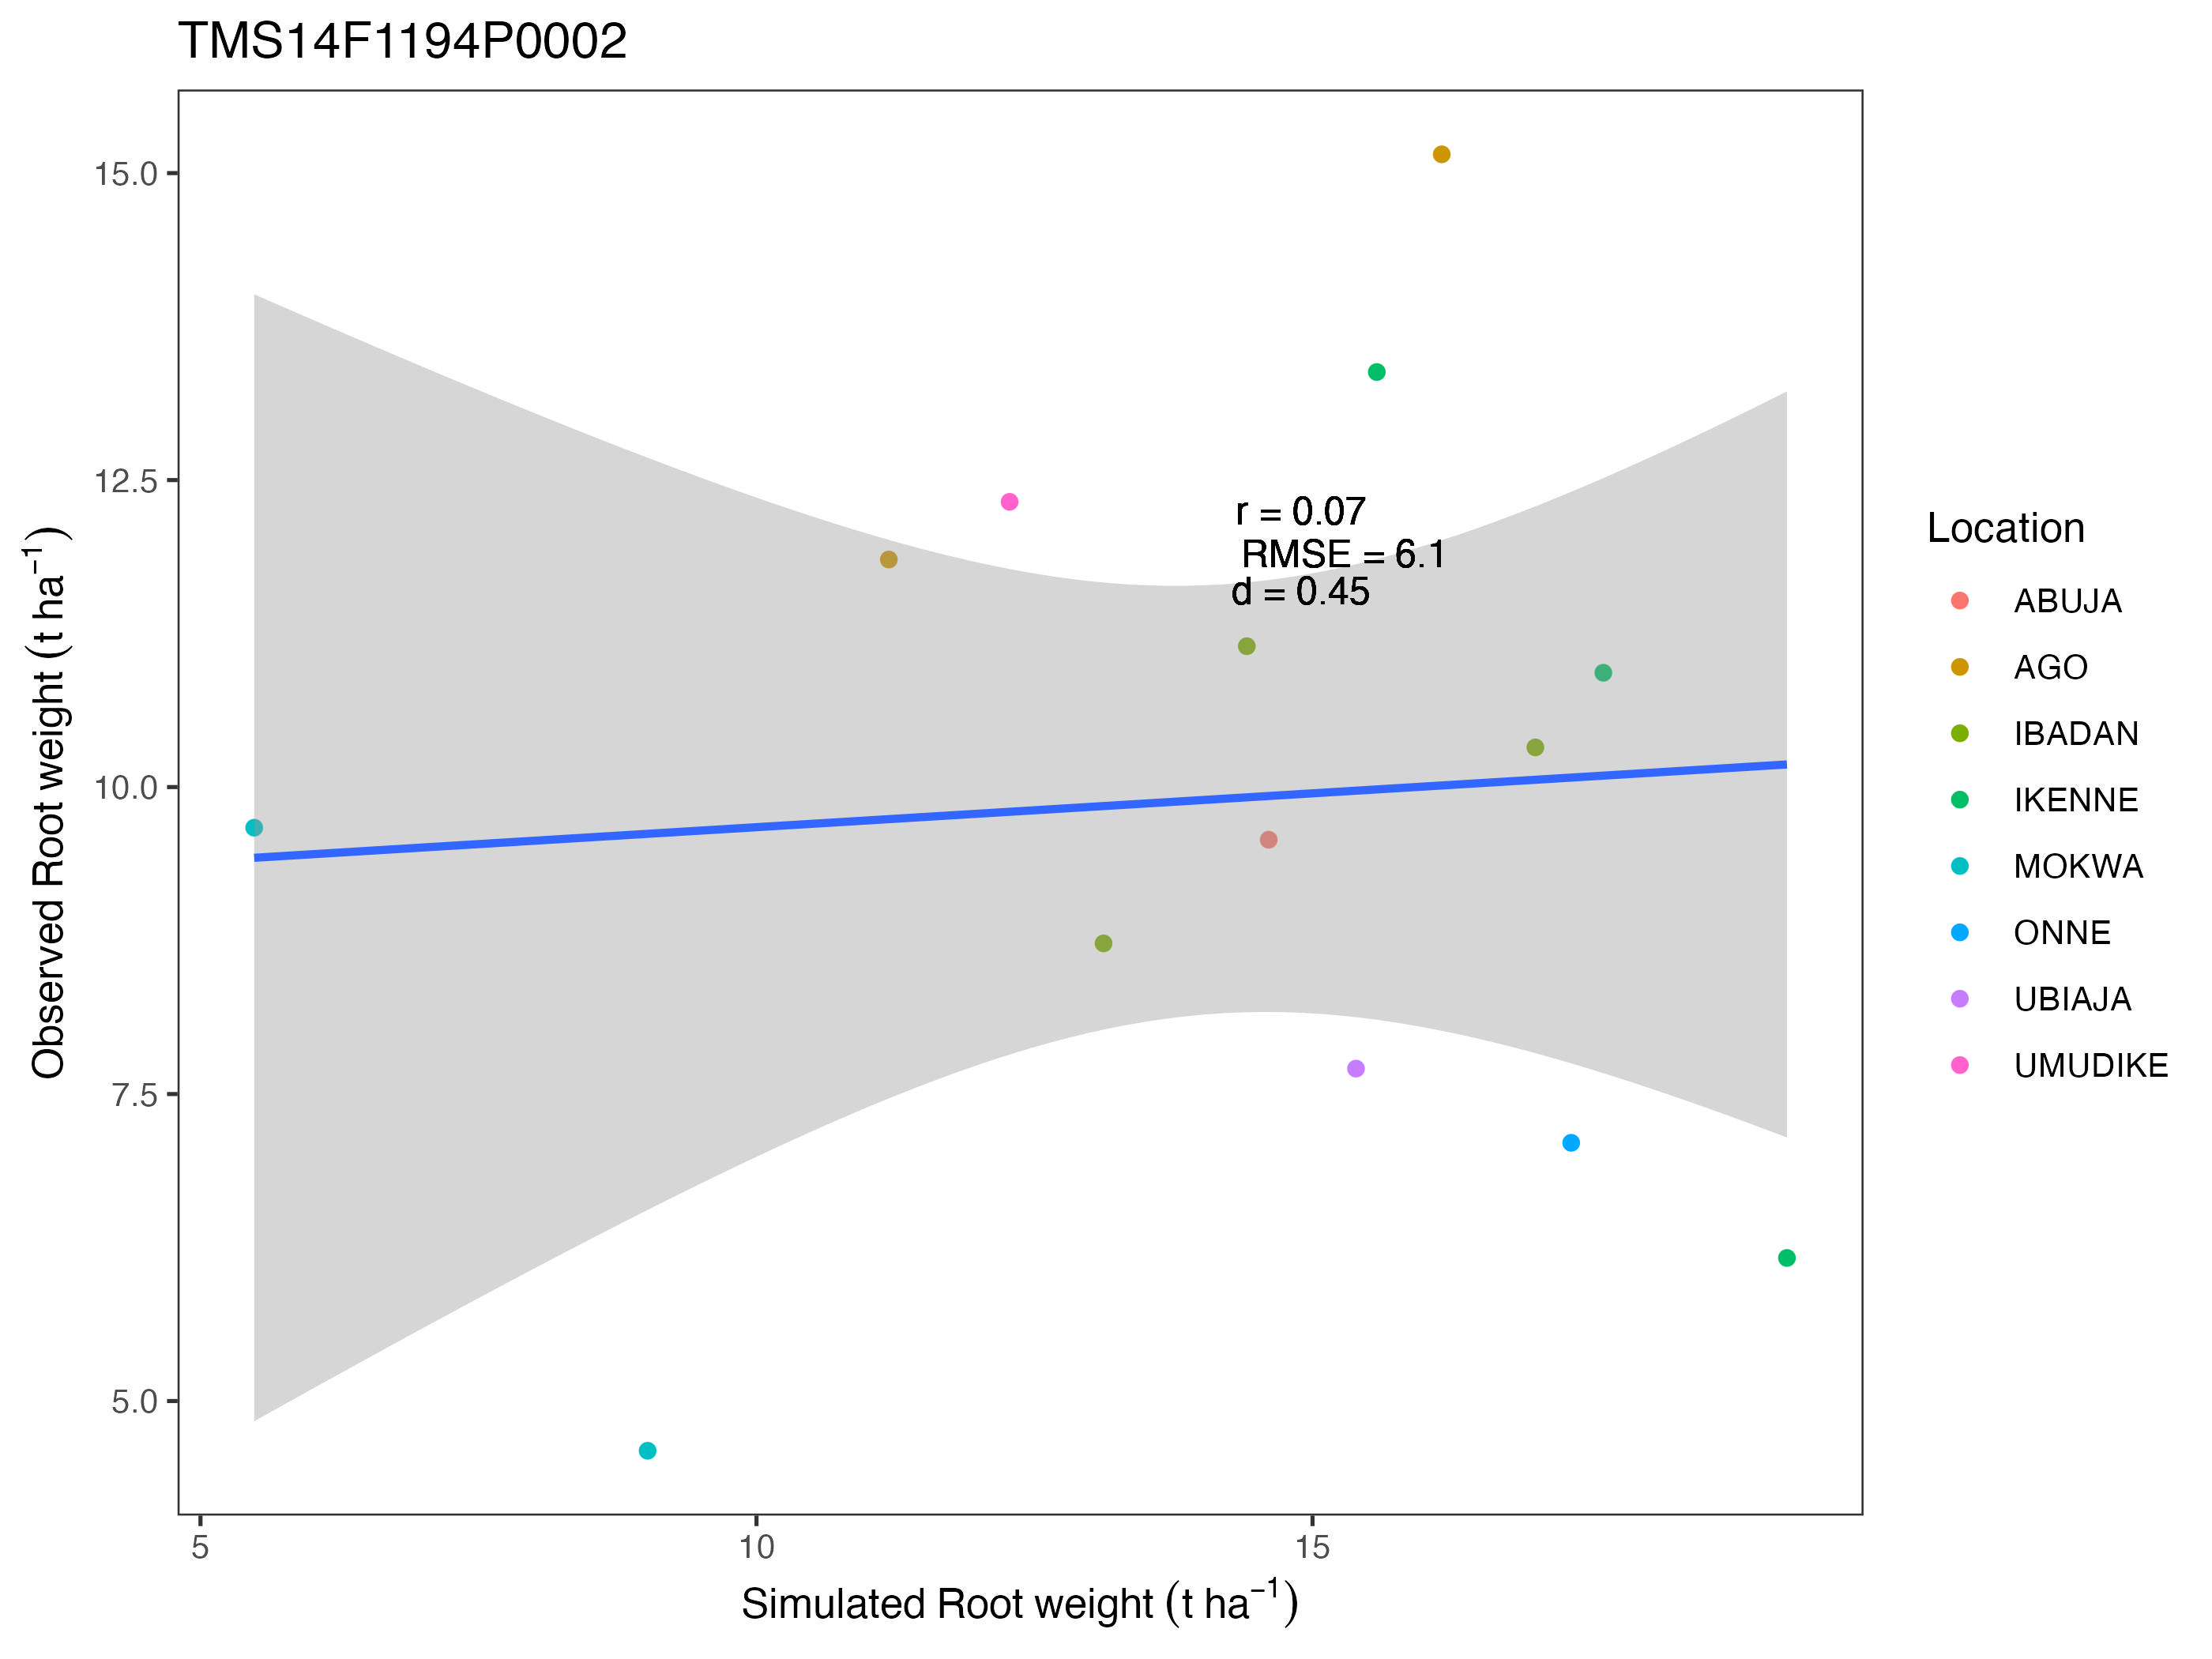 TMS14F1194P0002
15.0
12.5
10.0
7.5
5.0
Observed Root weight (t ha−1)
r = 0.07
RMSE = 6.1
d = 0.45
5
10
15
Simulated Root weight (t ha−1)
Location
ABUJA
AGO
IBADAN
IKENNE
MOKWA
ONNE
UBIAJA
UMUDIKE